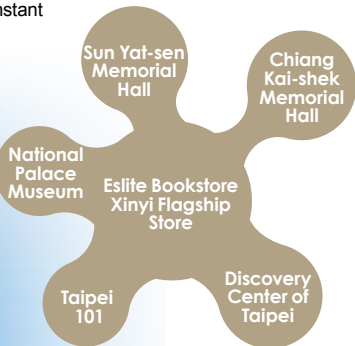 Sun Yat-sen
Memorial
Hall
Chiang
Kai-shek
Memorial
Hall
National
Palace
Museum
Eslite Bookstore
Xinyi Flagship
Store
Taipei
101
Discovery
Center of
Taipei